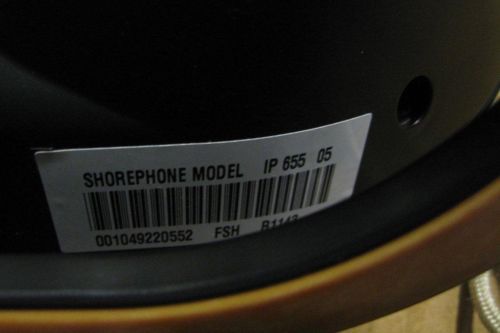 SHOREPHONE MODEL IP 655 05
001049220552 FSH